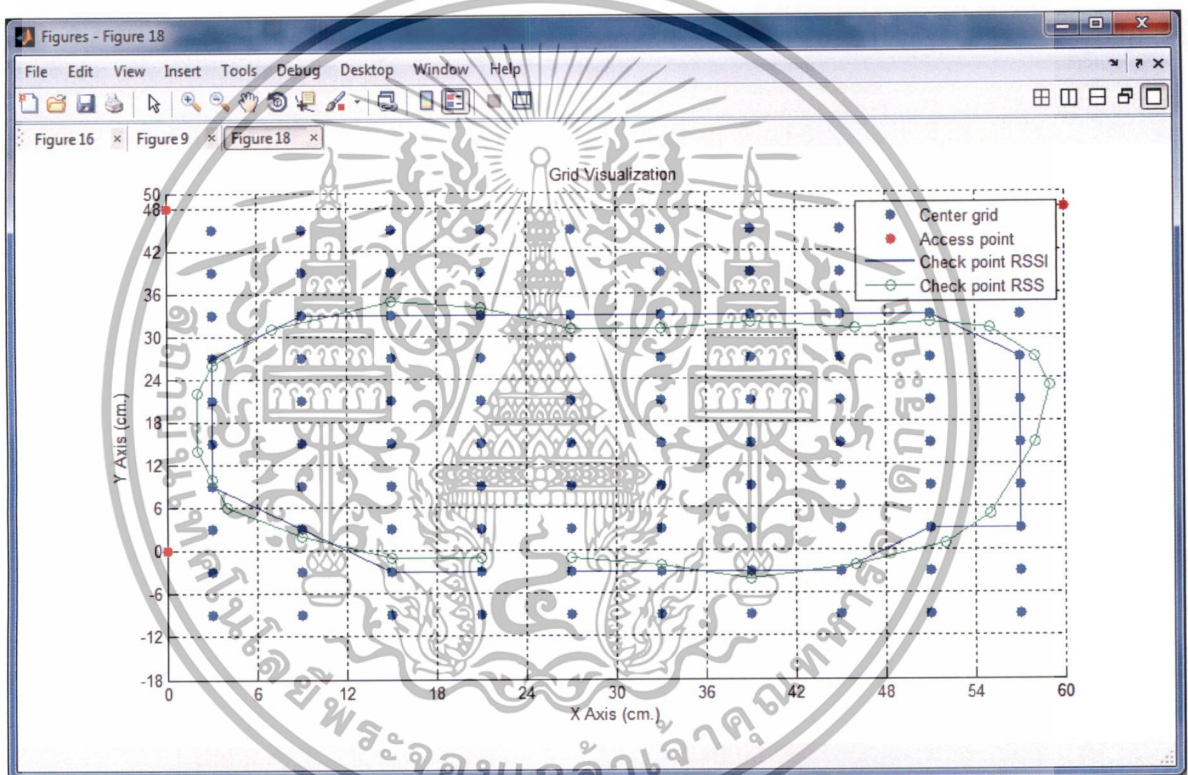 Figures - Figure 18
File Edit View Insert Tools Debug Desktop Window Help
Figure 16 × Figure 9 × Figure 18 ×
Grid Visualization
50
48
42
36
30
24
18
12
6
0
-6
-12
-18
Y Axis (cm.)
0 6 12 18 24 30 36 42 48 54 60
X Axis (cm.)
Center grid
Access point
Check point RSSI
Check point RSS